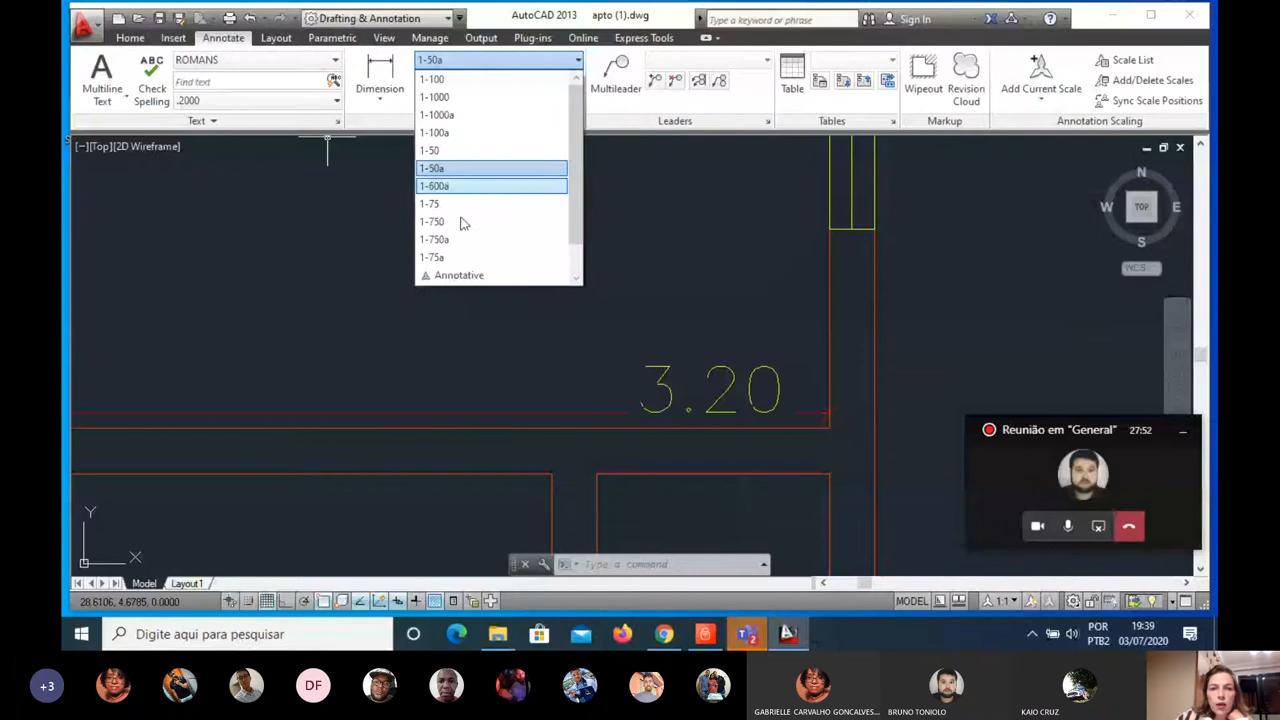 Drafting & Annotation
AutoCAD 2013 apto (1).dwg
Type a keyword or phrase
Sign In
Home Insert Annotate Layout Parametric View Manage Output Plug-ins Online Express Tools
Multiline Text
ABC
Check Spelling
ROMANS
Find text
.2000
Text
Dimension
1-50a
1-100
1-1000
1-1000a
1-100a
1-50
1-50a
1-600a
1-75
1-750
1-750a
1-75a
Annotative
Multileader
Leaders
Table
Tables
Wipeout
Revision Cloud
Markup
Add Current Scale
Scale List
Add/Delete Scales
Sync Scale Positions
Annotation Scaling
[−][Top][2D Wireframe]
N
W TOP E
S
WCS
3.20
Reunião em "General" 27:52
Y
X
Type a command
Model Layout1
28.6106, 4.6785, 0.0000
MODEL
1:1
Digite aqui para pesquisar
2
POR
PTB2
19:39
03/07/2020
+3
DF
GABRIELLE CARVALHO GONCALVES...
BRUNO TONIOLO
KAIO CRUZ